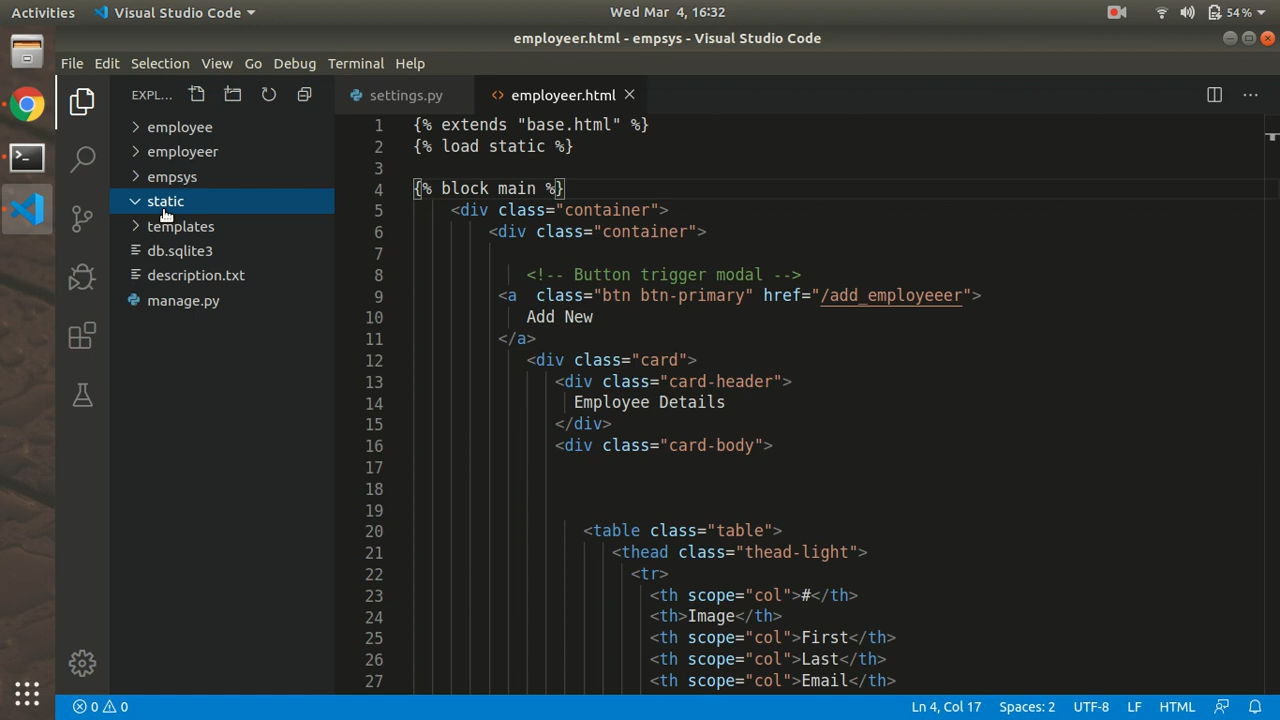 Activities
Visual Studio Code
Wed Mar 4, 16:32
54 %
employeer.html - empsys - Visual Studio Code
File Edit Selection View Go Debug Terminal Help
EXPL...
settings.py
employeer.html
employee
employeer
empsys
static
templates
db.sqlite3
description.txt
manage.py
1 {% extends "base.html" %}
2 {% load static %}
3
4 {% block main %}
5 <div class="container">
6 <div class="container">
7
8 <!-- Button trigger modal -->
9 <a  class="btn btn-primary" href="/add_employeeer">
10 Add New
11 </a>
12 <div class="card">
13 <div class="card-header">
14 Employee Details
15 </div>
16 <div class="card-body">
17
18
19
20 <table class="table">
21 <thead class="thead-light">
22 <tr>
23 <th scope="col">#</th>
24 <th>Image</th>
25 <th scope="col">First</th>
26 <th scope="col">Last</th>
27 <th scope="col">Email</th>
0 0
Ln 4, Col 17 Spaces: 2 UTF-8 LF HTML